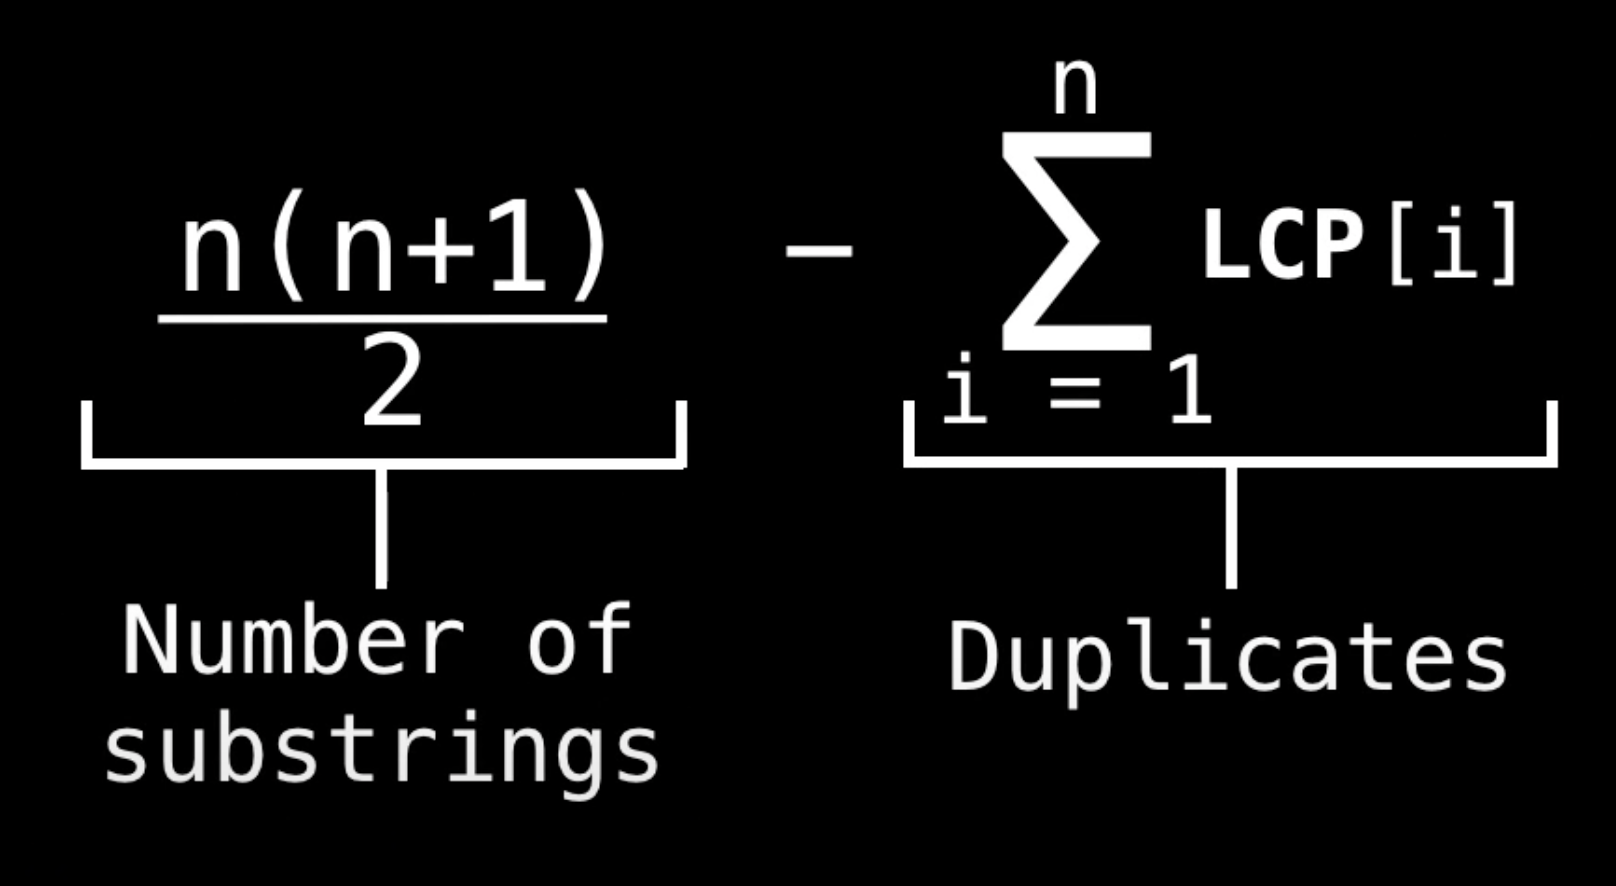 n
n(n+1) − ∑ LCP[i]
2
i = 1
Number of
substrings
Duplicates